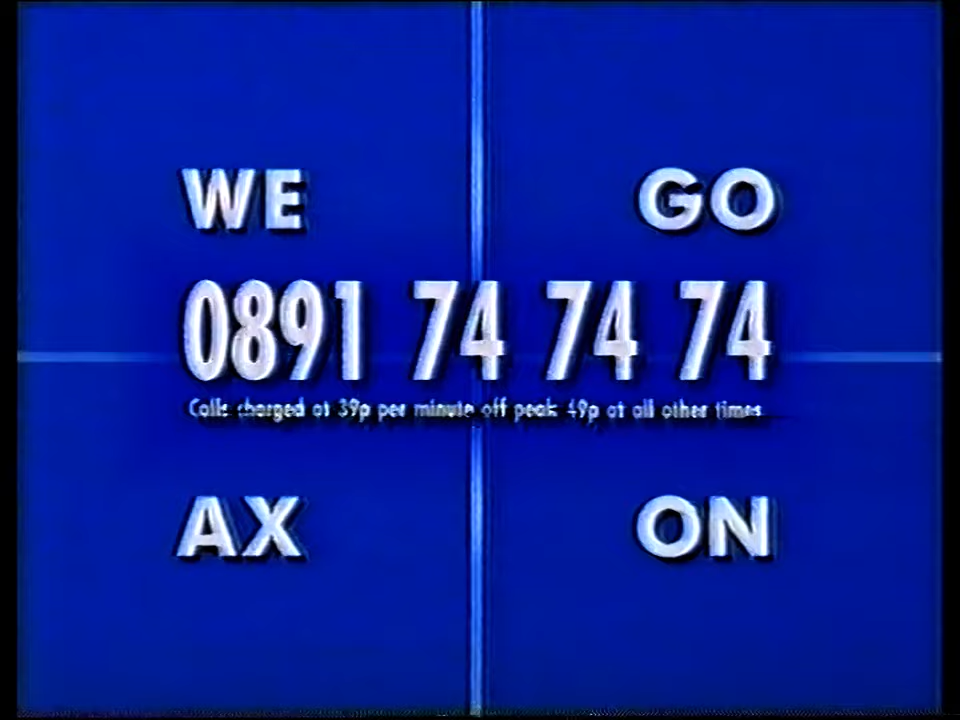 WE GO
0891 74 74 74
Calls charged at 39p per minute off peak 49p at all other times
AX ON